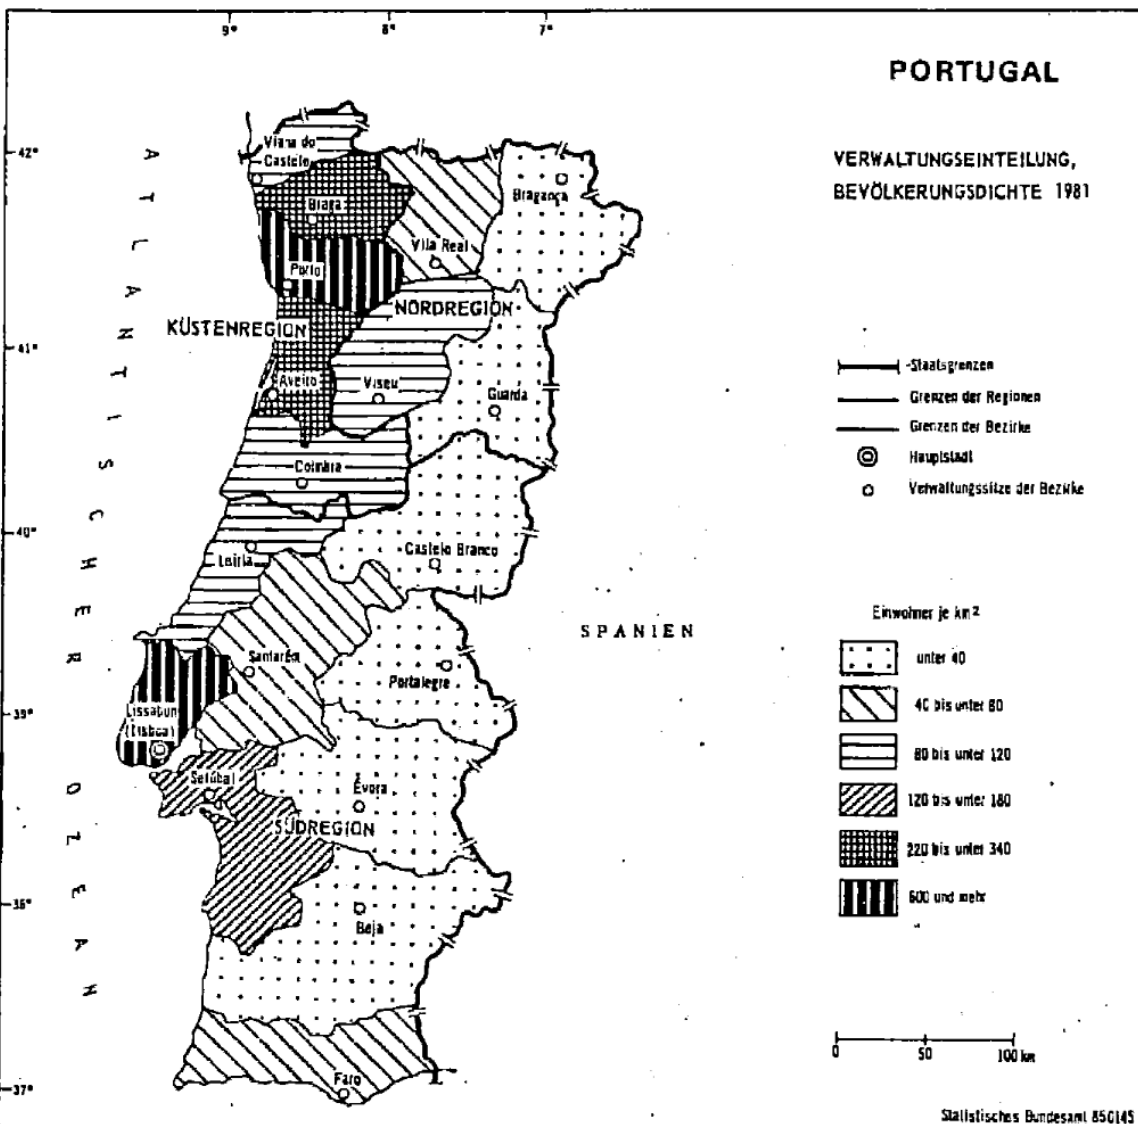 9° 8° 7°
PORTUGAL
VERWALTUNGSEINTEILUNG,
BEVÖLKERUNGSDICHTE 1981
42°
41°
40°
39°
38°
37°
ATLANTISCHER OZEAN
Viana do
Castelo
Braga
Bragança
Vila Real
Porto
NORDREGION
KÜSTENREGION
Aveiro
Viseu
Guarda
Coimbra
Castelo Branco
Leiria
SPANIEN
Santarém
Portalegre
Lissabon
(Lisboa)
Setúbal
Évora
SÜDREGION
Beja
Faro
Staatsgrenzen
Grenzen der Regionen
Grenzen der Bezirke
Hauptstadt
Verwaltungssitze der Bezirke
Einwohner je km²
unter 40
40 bis unter 80
80 bis unter 120
120 bis unter 180
220 bis unter 340
600 und mehr
0 50 100 km
Statistisches Bundesamt 850145